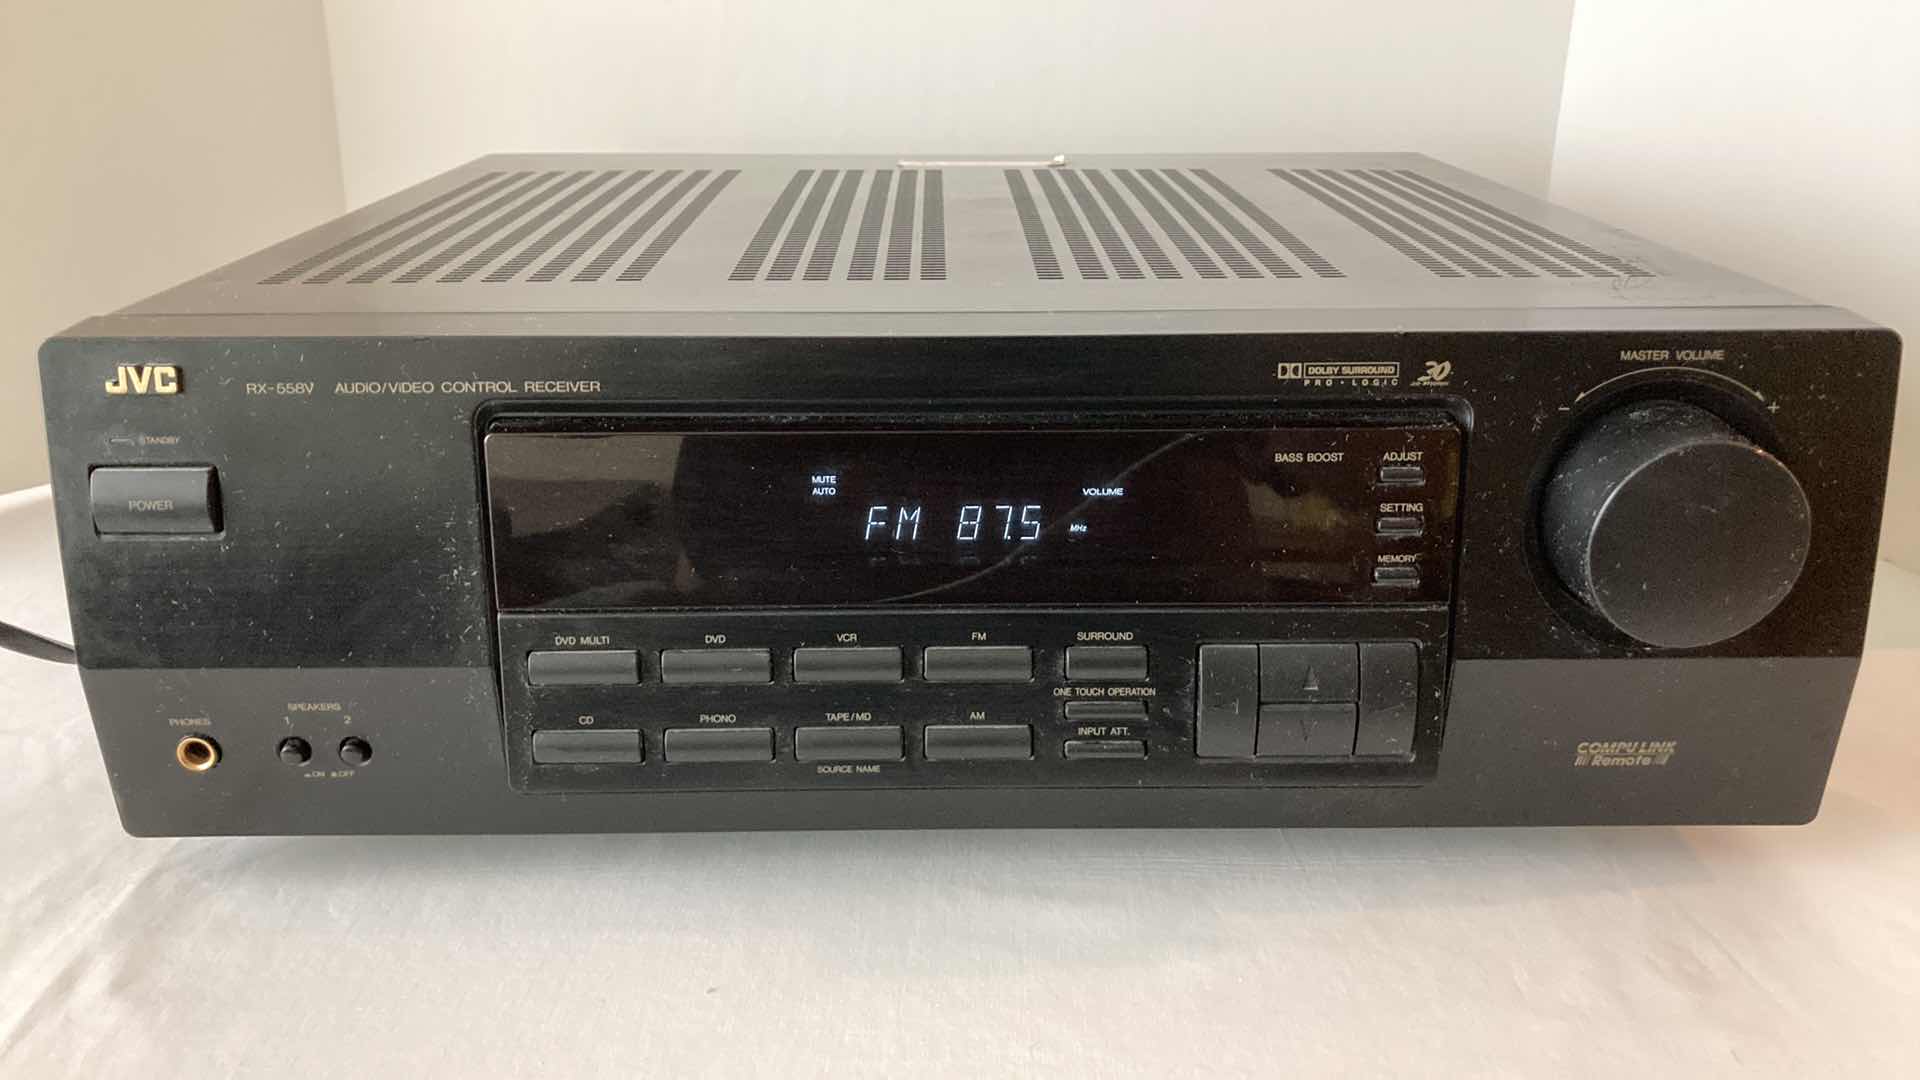 JVC
RX-558V AUDIO/VIDEO CONTROL RECEIVER
DOLBY SURROUND
PRO • LOGIC
MASTER VOLUME
- +
STANDBY
POWER
MUTE
AUTO
VOLUME
FM 87.5 MHz
BASS BOOST
ADJUST
SETTING
MEMORY
DVD MULTI DVD VCR FM SURROUND
ONE TOUCH OPERATION
CD PHONO TAPE/MD AM INPUT ATT.
SOURCE NAME
PHONES
SPEAKERS
1 2
ON OFF
COMPU LINK
Remote